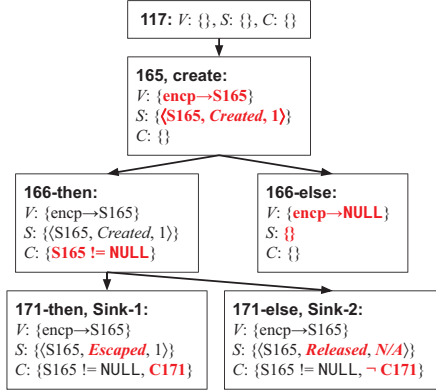 117: V: {}, S: {}, C: {}
165, create:
V: {encp→S165}
S: {⟨S165, Created, 1⟩}
C: {}
166-then:
V: {encp→S165}
S: {⟨S165, Created, 1⟩}
C: {S165 != NULL}
166-else:
V: {encp→NULL}
S: {}
C: {}
171-then, Sink-1:
V: {encp→S165}
S: {⟨S165, Escaped, 1⟩}
C: {S165 != NULL, C171}
171-else, Sink-2:
V: {encp→S165}
S: {⟨S165, Released, N/A⟩}
C: {S165 != NULL, ¬ C171}